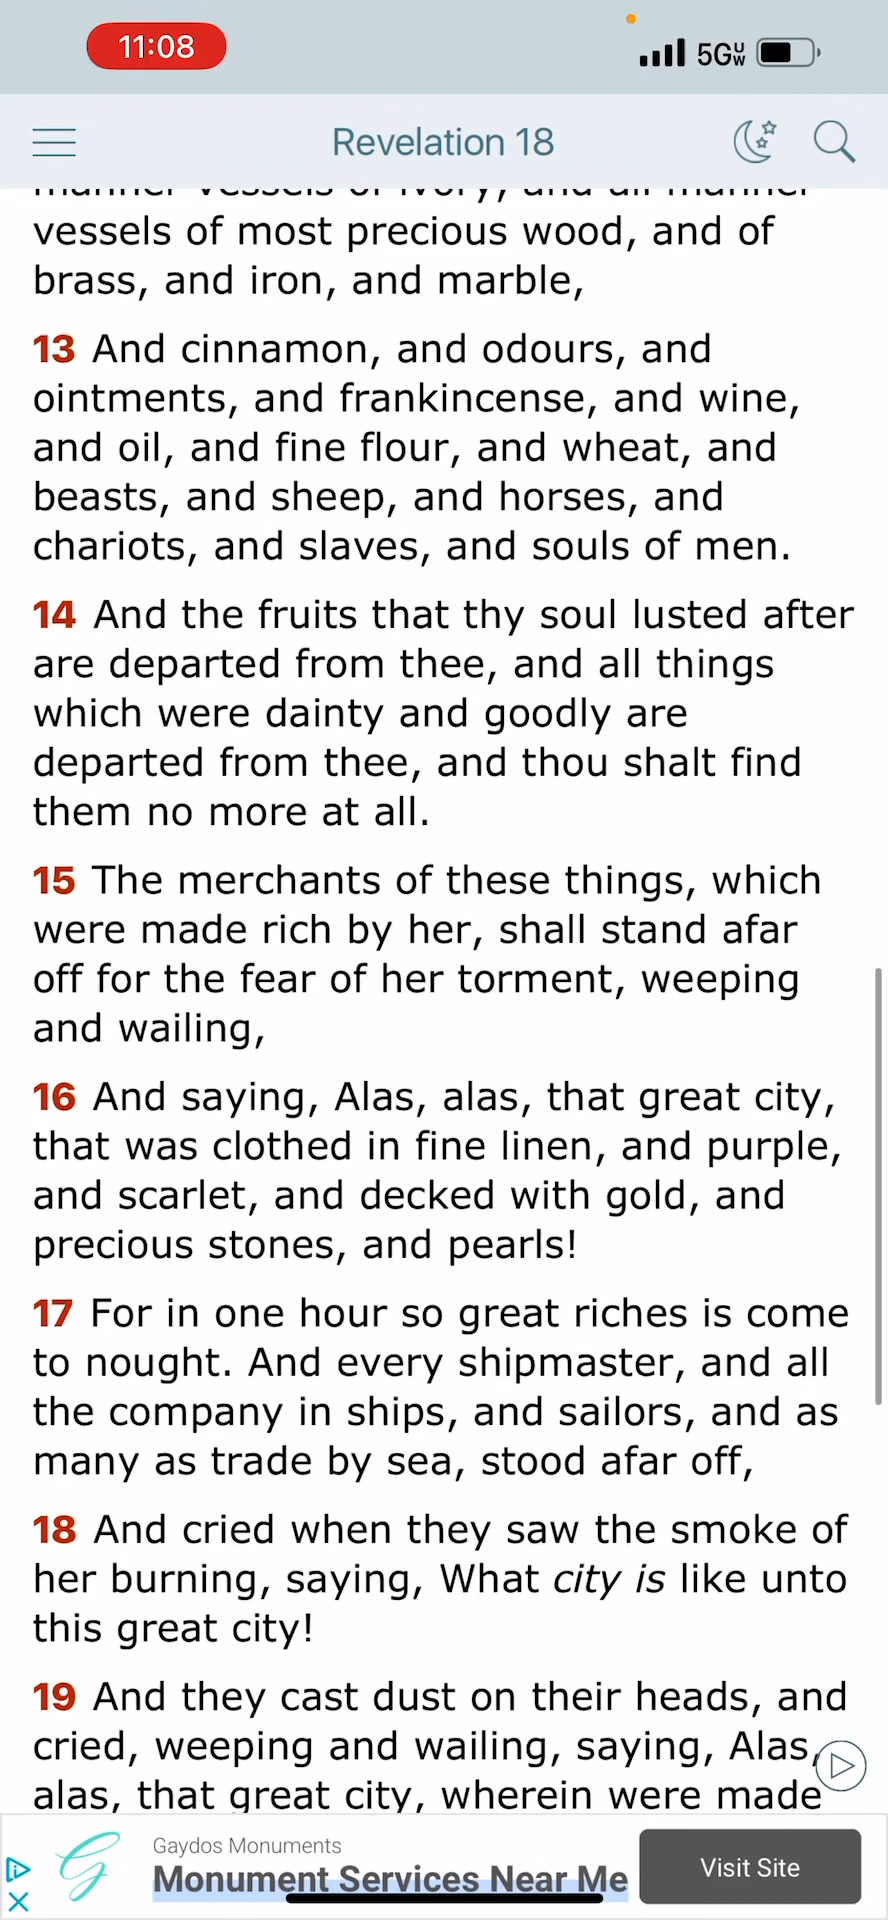 11:08
5GUW
Revelation 18
manner vessels of ivory, and all manner
vessels of most precious wood, and of
brass, and iron, and marble,
13 And cinnamon, and odours, and
ointments, and frankincense, and wine,
and oil, and fine flour, and wheat, and
beasts, and sheep, and horses, and
chariots, and slaves, and souls of men.
14 And the fruits that thy soul lusted after
are departed from thee, and all things
which were dainty and goodly are
departed from thee, and thou shalt find
them no more at all.
15 The merchants of these things, which
were made rich by her, shall stand afar
off for the fear of her torment, weeping
and wailing,
16 And saying, Alas, alas, that great city,
that was clothed in fine linen, and purple,
and scarlet, and decked with gold, and
precious stones, and pearls!
17 For in one hour so great riches is come
to nought. And every shipmaster, and all
the company in ships, and sailors, and as
many as trade by sea, stood afar off,
18 And cried when they saw the smoke of
her burning, saying, What city is like unto
this great city!
19 And they cast dust on their heads, and
cried, weeping and wailing, saying, Alas,
alas, that great city, wherein were made
Gaydos Monuments
Monument Services Near Me
Visit Site